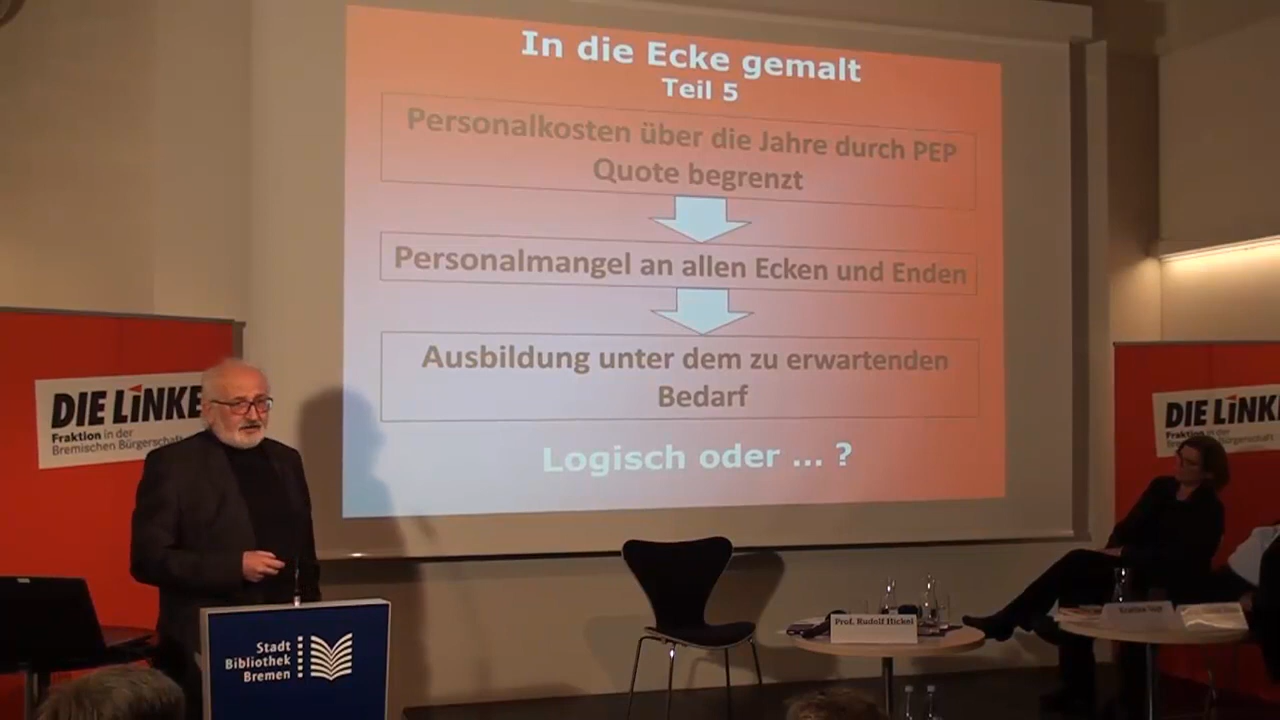 In die Ecke gemalt
Teil 5
Personalkosten über die Jahre durch PEP
Quote begrenzt
Personalmangel an allen Ecken und Enden
Ausbildung unter dem zu erwartenden
Bedarf
Logisch oder ... ?
DIE LiNKE
Fraktion in der
Bremischen Bürgerschaft
DIE LiNK
Fraktion in der
Bürgerschaft
Prof. Rudolf Hickel
Stadt
Bibliothek
Bremen